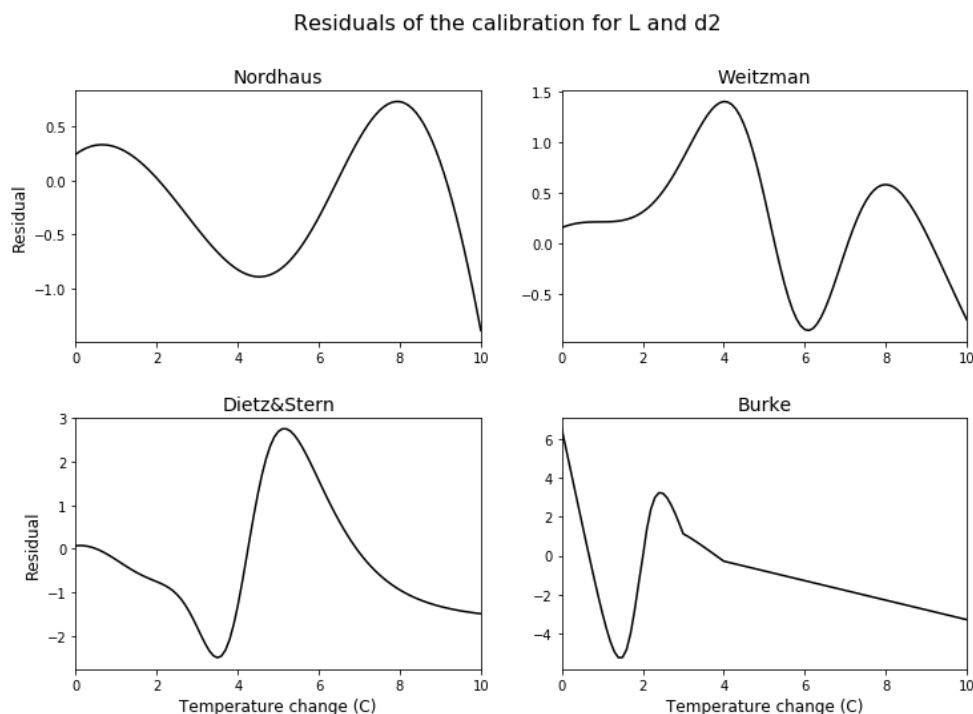 Residuals of the calibration for L and d2
Nordhaus
Residual
0.5
0.0
−0.5
−1.0
0 2 4 6 8 10
Weitzman
1.5
1.0
0.5
0.0
−0.5
0 2 4 6 8 10
Dietz&Stern
Residual
3
2
1
0
−1
−2
0 2 4 6 8 10
Temperature change (C)
Burke
6
4
2
0
−2
−4
0 2 4 6 8 10
Temperature change (C)